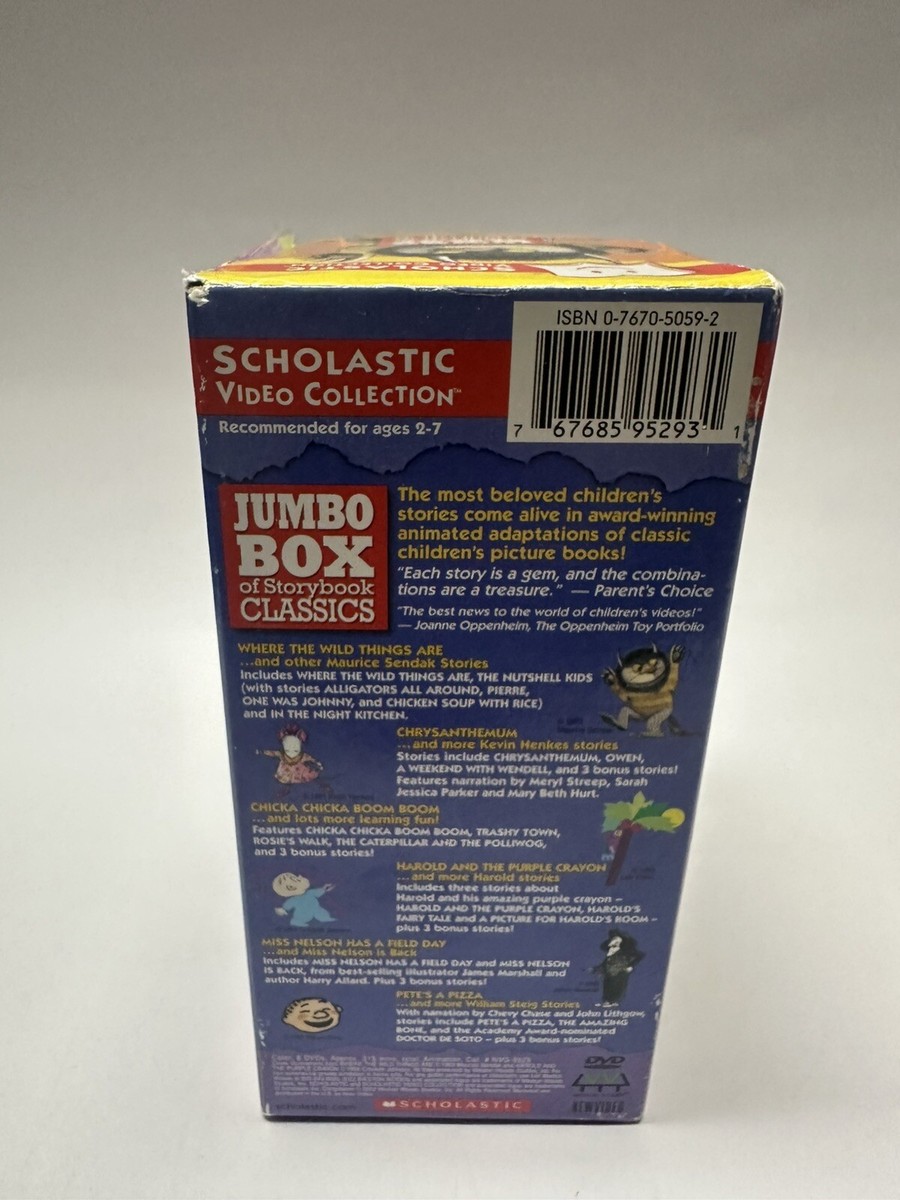 SCHOLASTIC
ISBN 0-7670-5059-2
7 67685 95293 1
SCHOLASTIC
VIDEO COLLECTION™
Recommended for ages 2-7
JUMBO
BOX
of Storybook
CLASSICS
The most beloved children's
stories come alive in award-winning
animated adaptations of classic
children's picture books!
"Each story is a gem, and the combina-
tions are a treasure." — Parent's Choice
"The best news to the world of children's videos!"
— Joanne Oppenheim, The Oppenheim Toy Portfolio
WHERE THE WILD THINGS ARE
...and other Maurice Sendak Stories
Includes WHERE THE WILD THINGS ARE, THE NUTSHELL KIDS
(with stories ALLIGATORS ALL AROUND, PIERRE,
ONE WAS JOHNNY, and CHICKEN SOUP WITH RICE)
and IN THE NIGHT KITCHEN.
CHRYSANTHEMUM
...and more Kevin Henkes stories
Stories include CHRYSANTHEMUM, OWEN,
A WEEKEND WITH WENDELL, and 3 bonus stories!
Features narration by Meryl Streep, Sarah
Jessica Parker and Mary Beth Hurt.
CHICKA CHICKA BOOM BOOM
...and lots more learning fun!
Features CHICKA CHICKA BOOM BOOM, TRASHY TOWN,
ROSIE'S WALK, THE CATERPILLAR AND THE POLLIWOG,
and 3 bonus stories!
HAROLD AND THE PURPLE CRAYON
...and more Harold stories
Includes three stories about
Harold and his amazing purple crayon –
HAROLD AND THE PURPLE CRAYON, HAROLD'S
FAIRY TALE and A PICTURE FOR HAROLD'S ROOM –
plus 3 bonus stories!
MISS NELSON HAS A FIELD DAY
...and Miss Nelson is Back
Includes MISS NELSON HAS A FIELD DAY and MISS NELSON
IS BACK, from best-selling illustrator James Marshall and
author Harry Allard. Plus 3 bonus stories!
PETE'S A PIZZA
...and more William Steig Stories
With narration by Chevy Chase and John Lithgow,
stories include PETE'S A PIZZA, THE AMAZING
BONE, and the Academy Award-nominated
DOCTOR DE SOTO – plus 3 bonus stories!
DVD
scholastic.com
SCHOLASTIC
NEWVIDEO